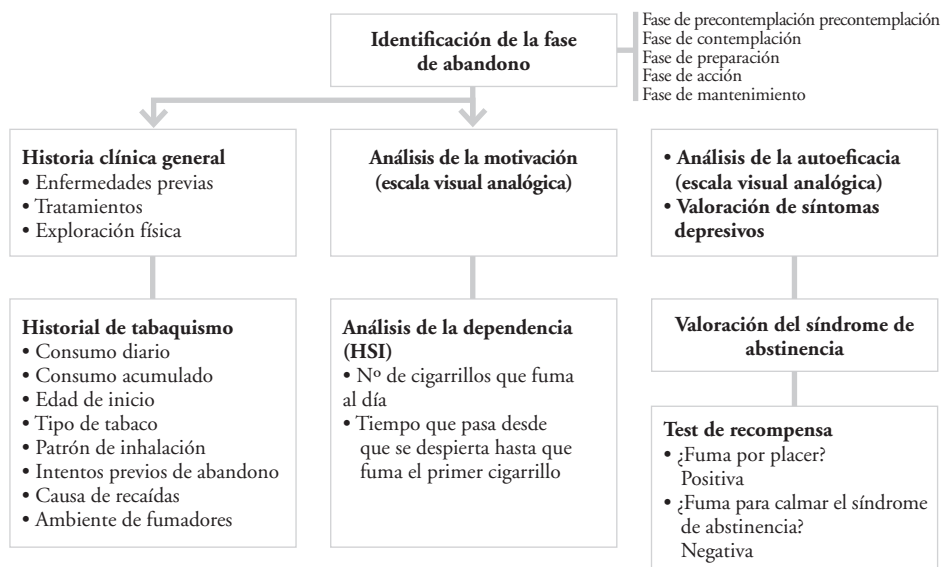 Identificación de la fase
de abandono
Fase de precontemplación precontemplación
Fase de contemplación
Fase de preparación
Fase de acción
Fase de mantenimiento
Historia clínica general
• Enfermedades previas
• Tratamientos
• Exploración física
Análisis de la motivación
(escala visual analógica)
• Análisis de la autoeficacia
(escala visual analógica)
• Valoración de síntomas
depresivos
Historial de tabaquismo
• Consumo diario
• Consumo acumulado
• Edad de inicio
• Tipo de tabaco
• Patrón de inhalación
• Intentos previos de abandono
• Causa de recaídas
• Ambiente de fumadores
Análisis de la dependencia
(HSI)
• Nº de cigarrillos que fuma
al día
• Tiempo que pasa desde
que se despierta hasta que
fuma el primer cigarrillo
Valoración del síndrome de
abstinencia
Test de recompensa
• ¿Fuma por placer?
Positiva
• ¿Fuma para calmar el síndrome
de abstinencia?
Negativa